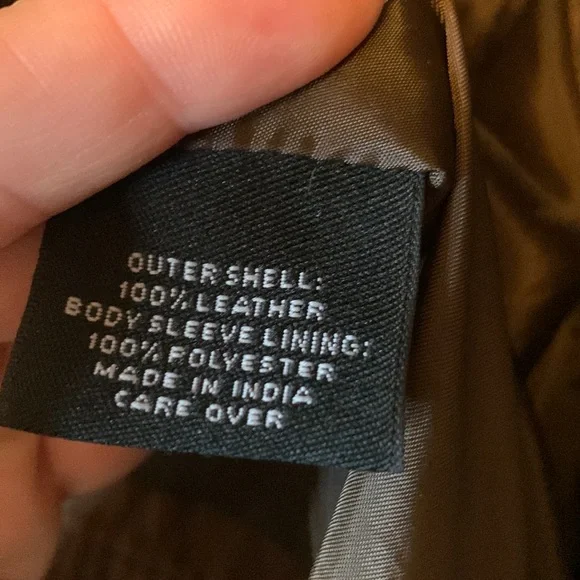 OUTER SHELL:
100% LEATHER
BODY SLEEVE LINING:
100% POLYESTER
MADE IN INDIA
CARE OVER